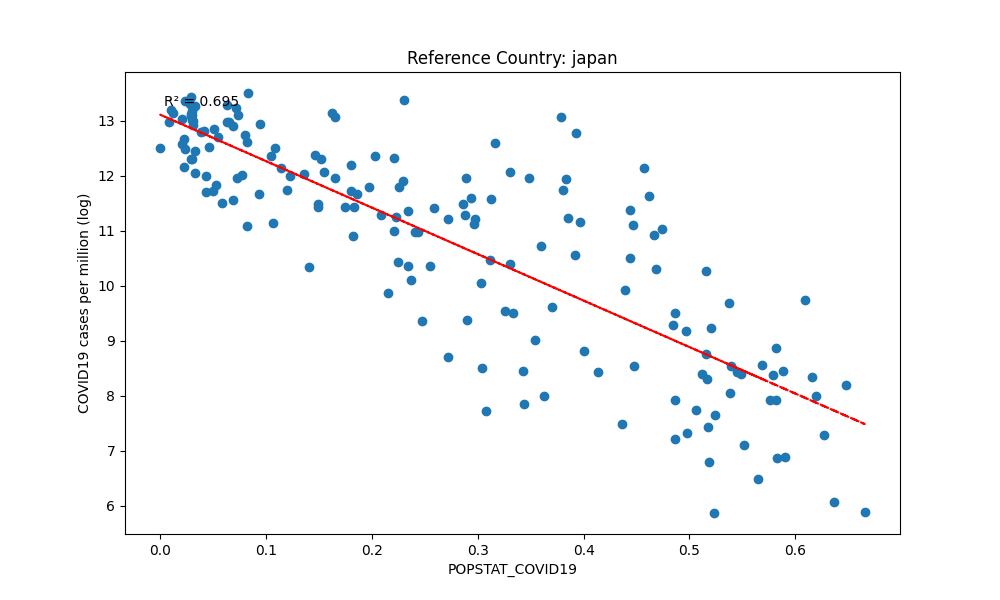 Reference Country: japan
R² = 0.695
COVID19 cases per million (log)
13
12
11
10
9
8
7
6
0.0 0.1 0.2 0.3 0.4 0.5 0.6
POPSTAT_COVID19